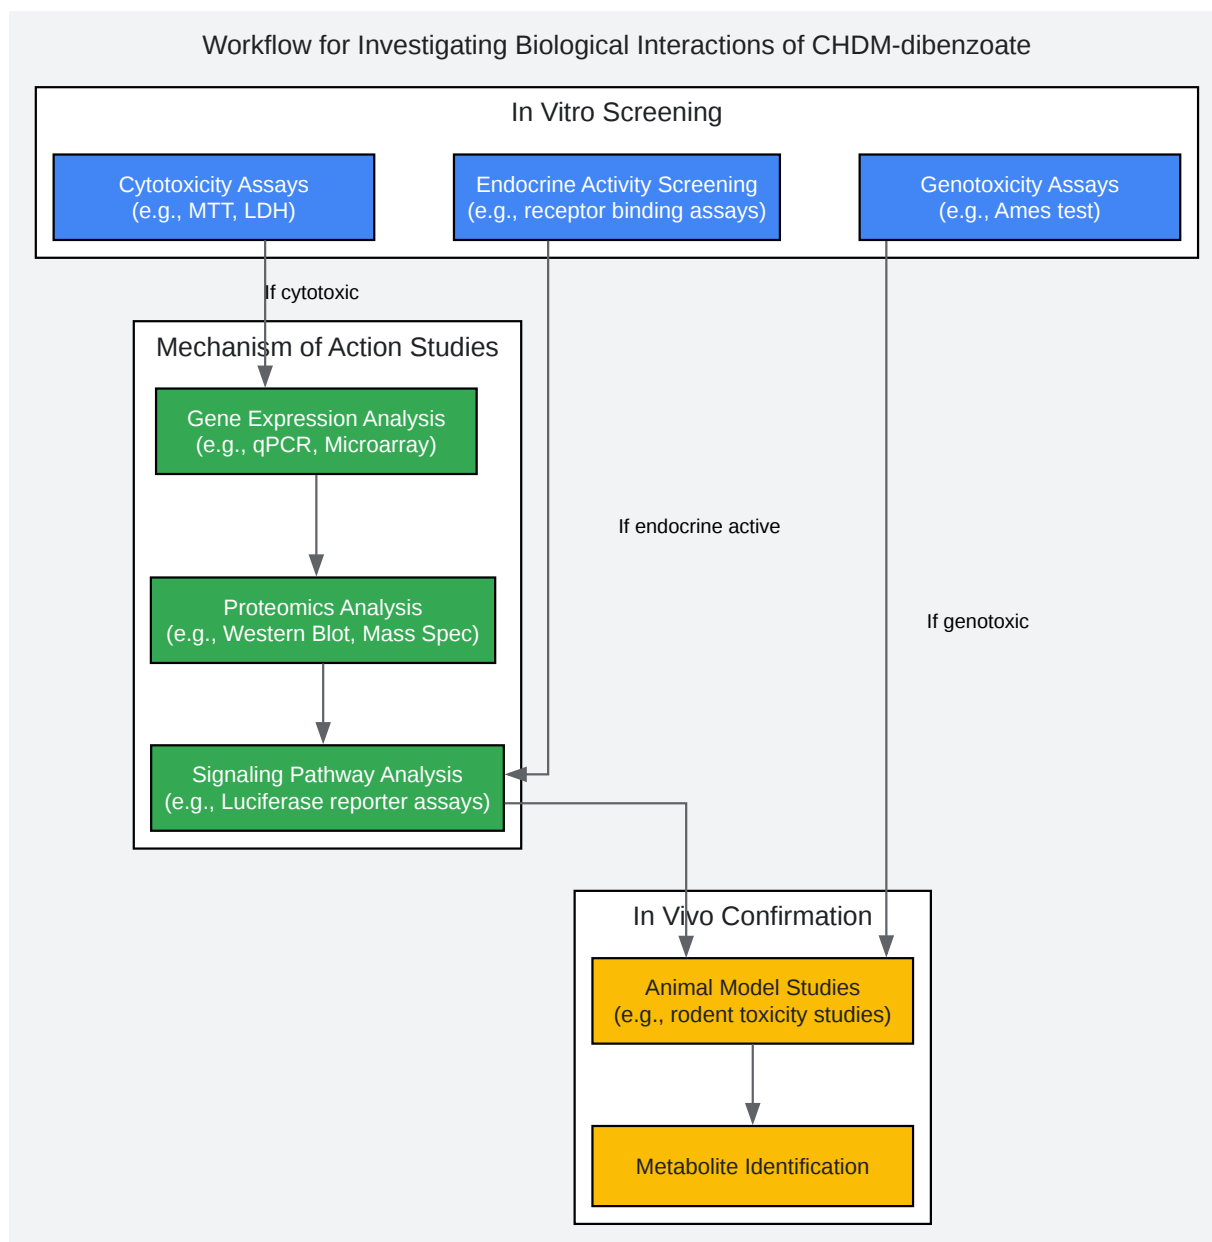 Workflow for Investigating Biological Interactions of CHDM-dibenzoate
In Vitro Screening
Cytotoxicity Assays
(e.g., MTT, LDH)
Endocrine Activity Screening
(e.g., receptor binding assays)
Genotoxicity Assays
(e.g., Ames test)
If cytotoxic
Mechanism of Action Studies
Gene Expression Analysis
(e.g., qPCR, Microarray)
If endocrine active
Proteomics Analysis
(e.g., Western Blot, Mass Spec)
If genotoxic
Signaling Pathway Analysis
(e.g., Luciferase reporter assays)
In Vivo Confirmation
Animal Model Studies
(e.g., rodent toxicity studies)
Metabolite Identification